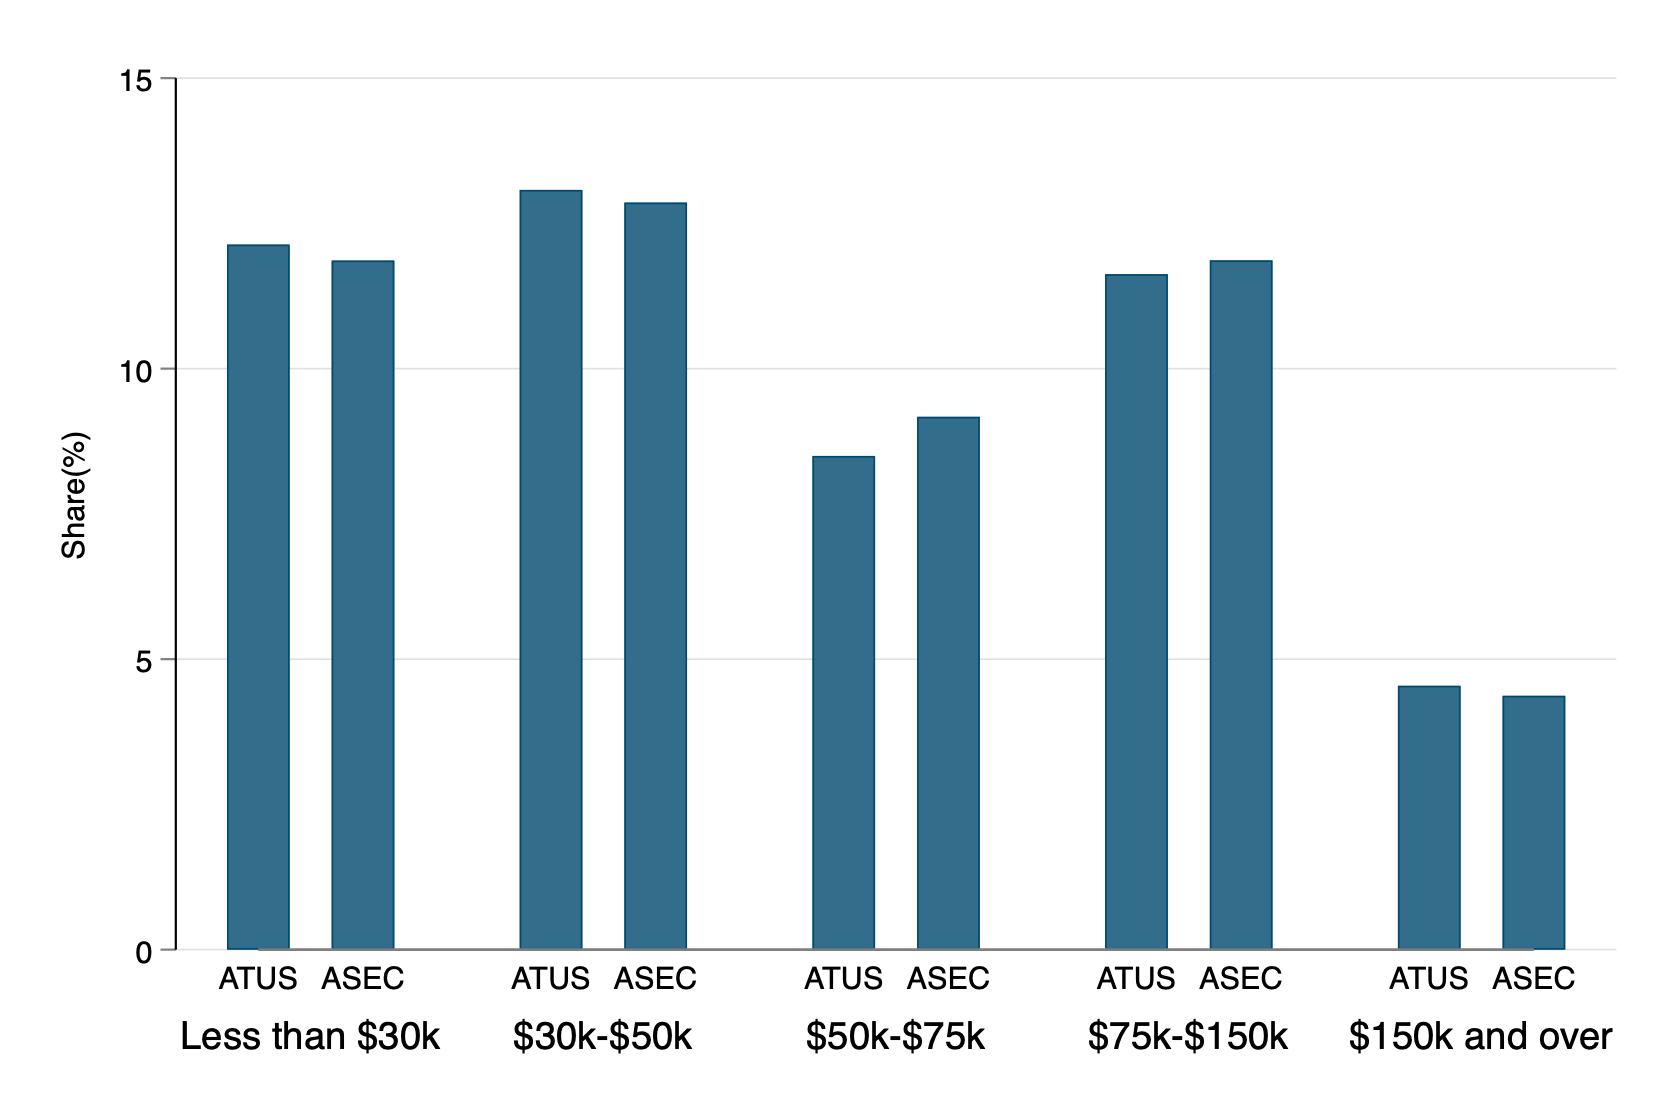 15
10
5
0
Share(%)
ATUS ASEC ATUS ASEC ATUS ASEC ATUS ASEC ATUS ASEC
Less than $30k $30k-$50k $50k-$75k $75k-$150k $150k and over